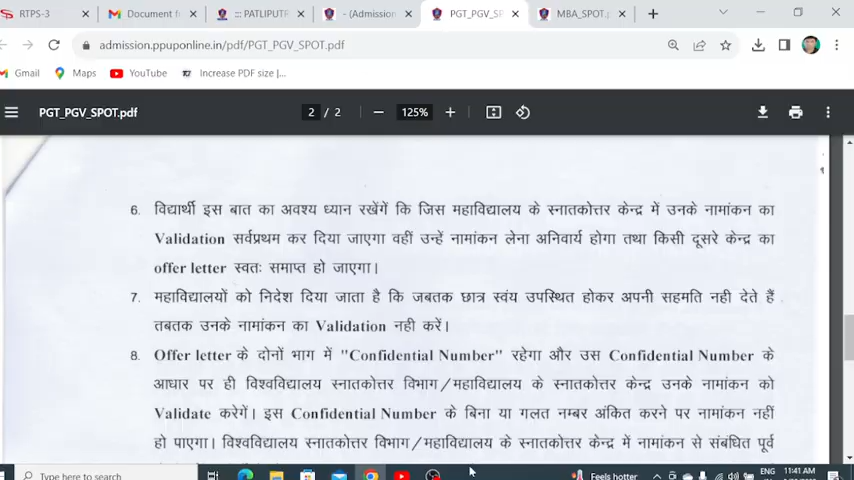 RTPS-3
Document f
::: PATLIPUTR
- (Admission
PGT_PGV_SP
MBA_SPOT.p
admission.ppuponline.in/pdf/PGT_PGV_SPOT.pdf
Gmail
Maps
YouTube
Increase PDF size |...
PGT_PGV_SPOT.pdf
2 / 2
125%
6. विद्यार्थी इस बात का अवश्य ध्यान रखेगें कि जिस महाविद्यालय के स्नातकोत्तर केन्द्र में उनके नामांकन का
Validation सर्वप्रथम कर दिया जाएगा वहीं उन्हें नामांकन लेना अनिवार्य होगा तथा किसी दूसरे केन्द्र का
offer letter स्वतः समाप्त हो जाएगा।
7. महाविद्यालयों को निदेश दिया जाता है कि जबतक छात्र स्वंय उपस्थित होकर अपनी सहमति नही देते हैं
तबतक उनके नामांकन का Validation नही करें।
8. Offer letter के दोनों भाग में "Confidential Number" रहेगा और उस Confidential Number के
आधार पर ही विश्वविद्यालय स्नातकोत्तर विभाग/महाविद्यालय के स्नातकोत्तर केन्द्र उनके नामांकन को
Validate करेगें। इस Confidential Number के बिना या गलत नम्बर अंकित करने पर नामांकन नहीं
हो पाएगा। विश्वविद्यालय स्नातकोत्तर विभाग/महाविद्यालय के स्नातकोत्तर केन्द्र में नामांकन से संबंधित पूर्व
Type here to search
Feels hotter
ENG
11:41 AM